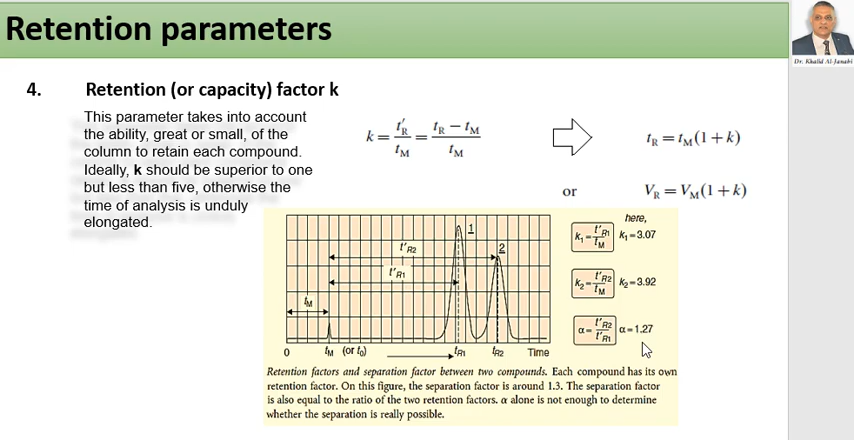 Retention parameters
Dr. Khalid Al-Janabi
4. Retention (or capacity) factor k
This parameter takes into account
the ability, great or small, of the
column to retain each compound.
Ideally, k should be superior to one
but less than five, otherwise the
time of analysis is unduly
elongated.
k = t′R / tM = (tR − tM) / tM
tR = tM(1 + k)
or
VR = VM(1 + k)
here,
1
2
t′R2
t′R1
tM
k1 = t′R1 / tM k1=3.07
k2 = t′R2 / tM k2=3.92
α = t′R2 / t′R1 α=1.27
0 tM (or t0) tR1 tR2 Time
Retention factors and separation factor between two compounds. Each compound has its own
retention factor. On this figure, the separation factor is around 1.3. The separation factor
is also equal to the ratio of the two retention factors. α alone is not enough to determine
whether the separation is really possible.